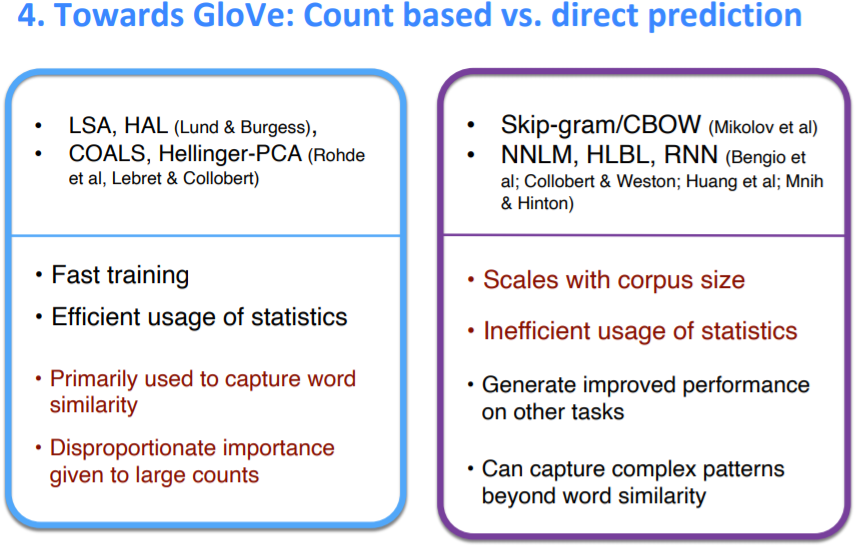 4. Towards GloVe: Count based vs. direct prediction
• LSA, HAL (Lund & Burgess),
• COALS, Hellinger-PCA (Rohde
et al, Lebret & Collobert)
• Fast training
• Efficient usage of statistics
• Primarily used to capture word
similarity
• Disproportionate importance
given to large counts
• Skip-gram/CBOW (Mikolov et al)
• NNLM, HLBL, RNN (Bengio et
al; Collobert & Weston; Huang et al; Mnih
& Hinton)
• Scales with corpus size
• Inefficient usage of statistics
• Generate improved performance
on other tasks
• Can capture complex patterns
beyond word similarity